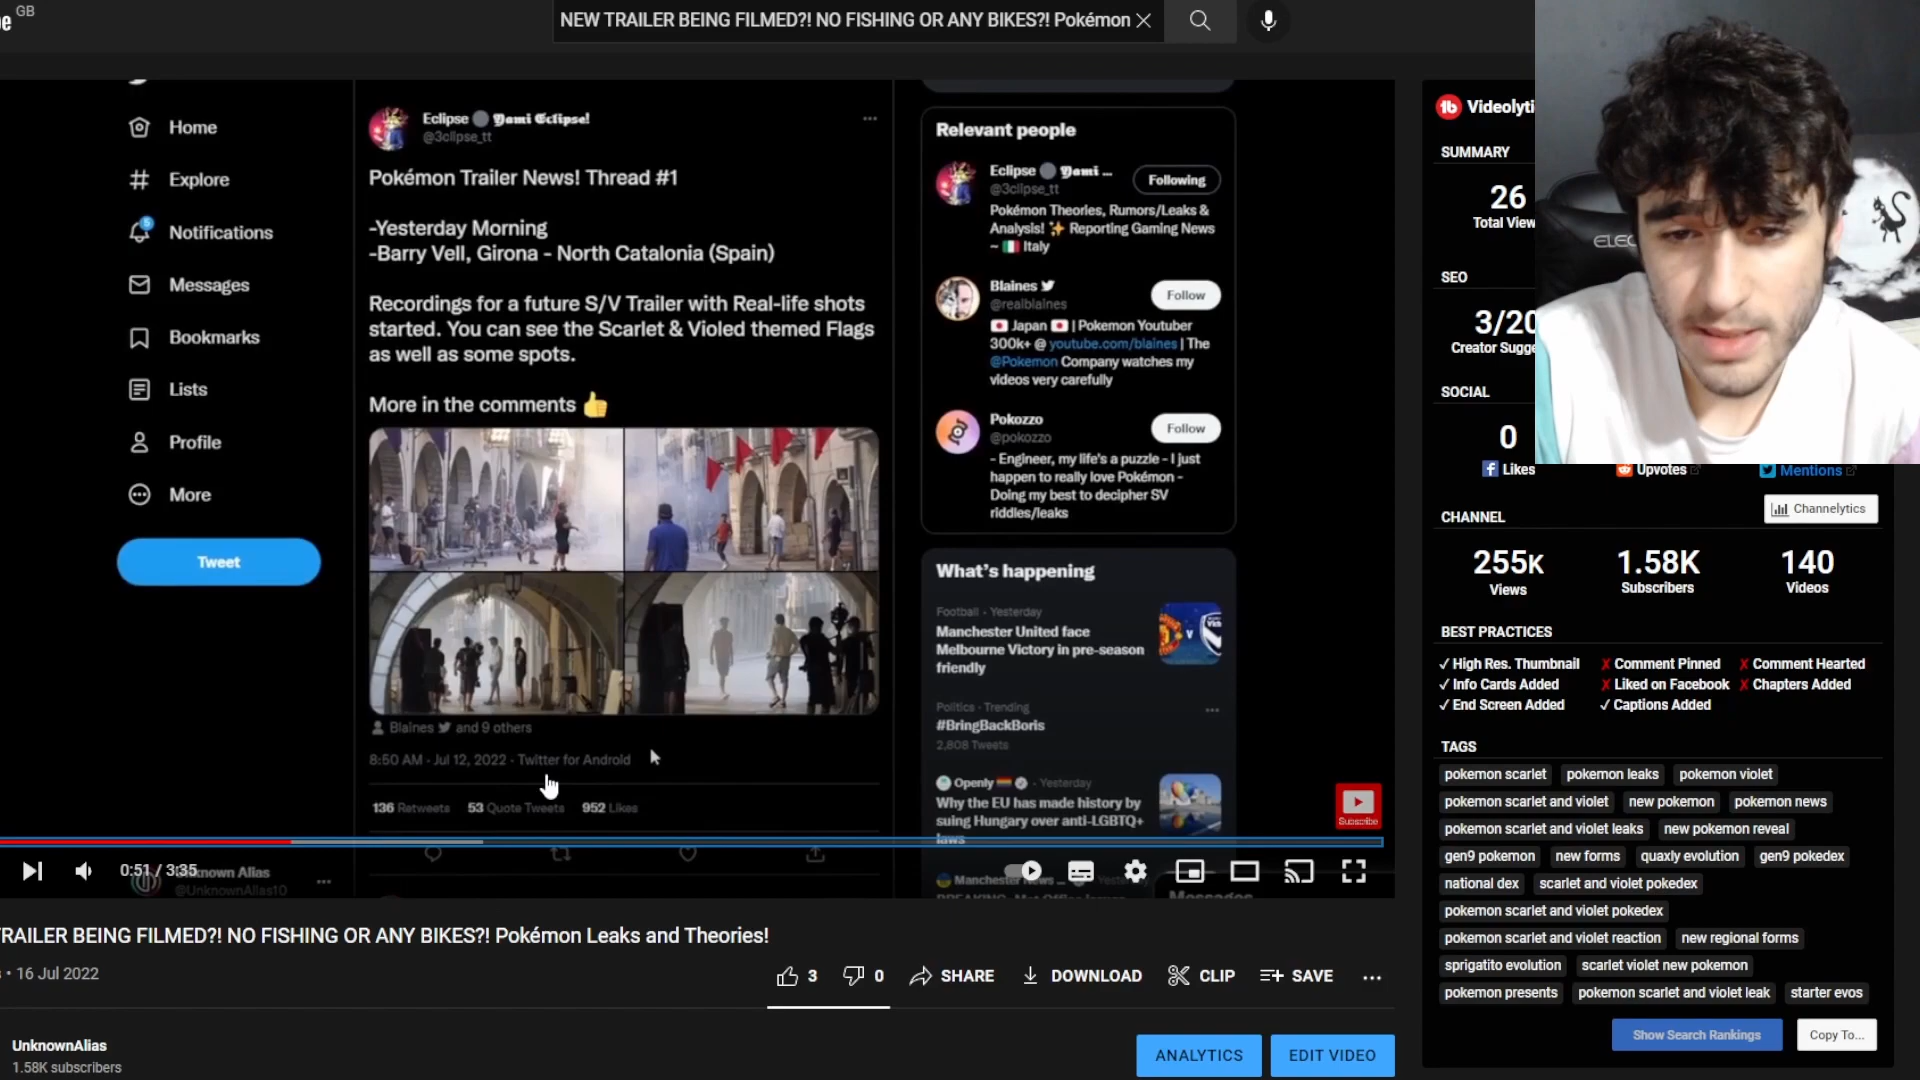 GB
NEW TRAILER BEING FILMED?! NO FISHING OR ANY BIKES?! Pokémon
Home
Explore
Notifications
5
Messages
Bookmarks
Lists
Profile
More
Tweet
Eclipse 𝖄𝖆𝖒𝖎 𝕰𝖈𝖑𝖎𝖕𝖘𝖊!
@3clipse_tt
Pokémon Trailer News! Thread #1
-Yesterday Morning
-Barry Vell, Girona - North Catalonia (Spain)
Recordings for a future S/V Trailer with Real-life shots
started. You can see the Scarlet & Violed themed Flags
as well as some spots.
More in the comments 👍
Blaines and 9 others
8:50 AM · Jul 12, 2022 · Twitter for Android
136 Retweets 53 Quote Tweets 952 Likes
Unknown Alias
@UnknownAlias10
Relevant people
Eclipse 𝖄𝖆𝖒𝖎 ...
@3clipse_tt
Following
Pokémon Theories, Rumors/Leaks &
Analysis! ✨ Reporting Gaming News
~ 🇮🇹 Italy
Blaines
@realblaines
Follow
🇯🇵 Japan 🇯🇵 | Pokemon Youtuber
300k+ @ youtube.com/blaines | The
@Pokemon Company watches my
videos very carefully
Pokozzo
@pokozzo
Follow
- Engineer, my life's a puzzle - I just
happen to really love Pokémon -
Doing my best to decipher SV
riddles/leaks
What's happening
Football · Yesterday
Manchester United face
Melbourne Victory in pre-season
friendly
Politics · Trending
#BringBackBoris
2,808 Tweets
Openly · Yesterday
Why the EU has made history by
suing Hungary over anti-LGBTQ+
laws
Messages
Subscribe
0:51 / 3:35
TRAILER BEING FILMED?! NO FISHING OR ANY BIKES?! Pokémon Leaks and Theories!
• 16 Jul 2022
3 0 SHARE DOWNLOAD CLIP SAVE
UnknownAlias
1.58K subscribers
ANALYTICS EDIT VIDEO
ELEC
tb Videolyti
SUMMARY
26
Total View
SEO
3/20
Creator Sugge
SOCIAL
0
Likes Upvotes Mentions
CHANNEL
Channelytics
255K 1.58K 140
Views Subscribers Videos
BEST PRACTICES
✓ High Res. Thumbnail ✗ Comment Pinned ✗ Comment Hearted
✓ Info Cards Added ✗ Liked on Facebook ✗ Chapters Added
✓ End Screen Added ✓ Captions Added
TAGS
pokemon scarlet pokemon leaks pokemon violet
pokemon scarlet and violet new pokemon pokemon news
pokemon scarlet and violet leaks new pokemon reveal
gen9 pokemon new forms quaxly evolution gen9 pokedex
national dex scarlet and violet pokedex
pokemon scarlet and violet pokedex
pokemon scarlet and violet reaction new regional forms
sprigatito evolution scarlet violet new pokemon
pokemon presents pokemon scarlet and violet leak starter evos
Show Search Rankings Copy To...